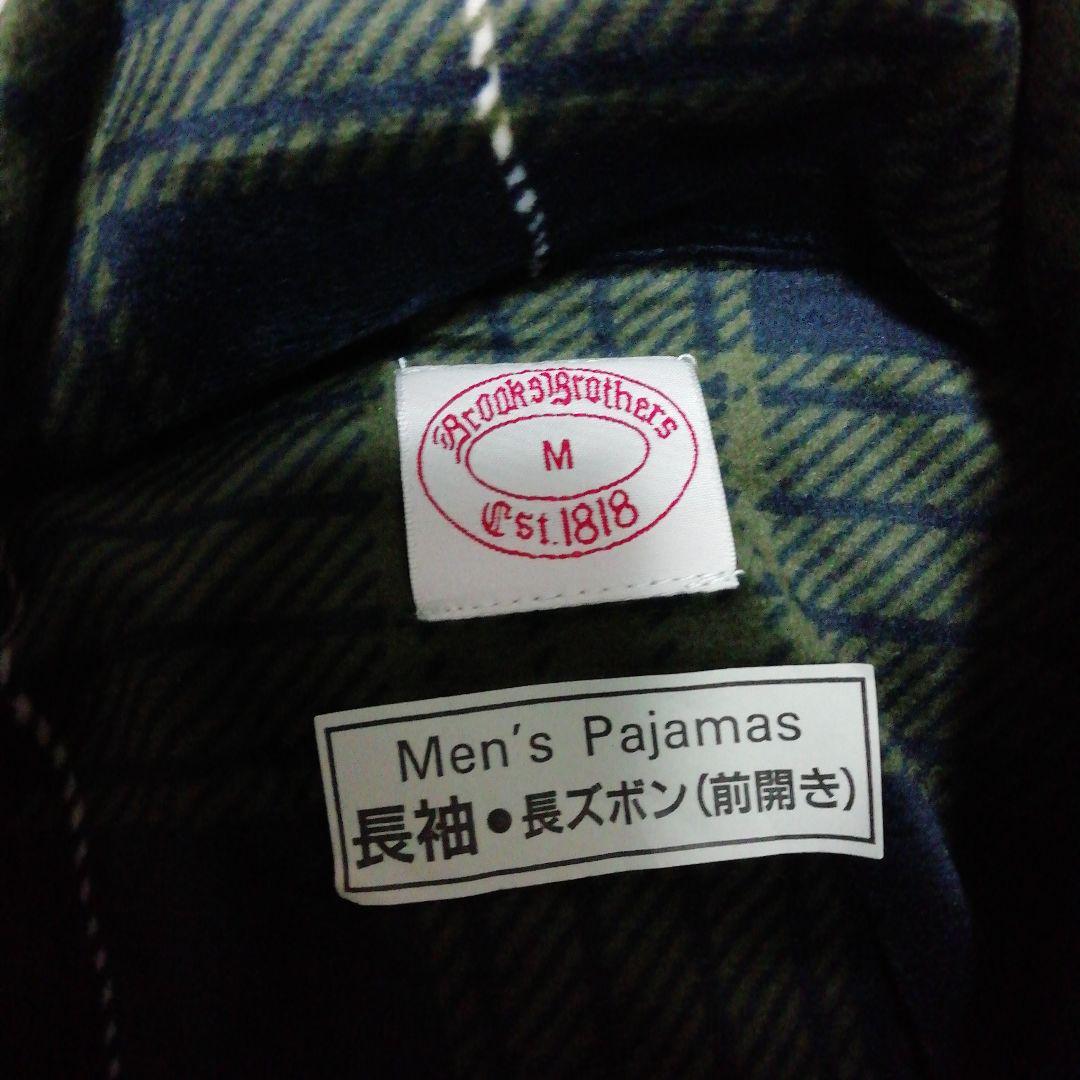 Brooks Brothers
M
Est. 1818
Men's Pajamas
長袖・長ズボン(前開き)